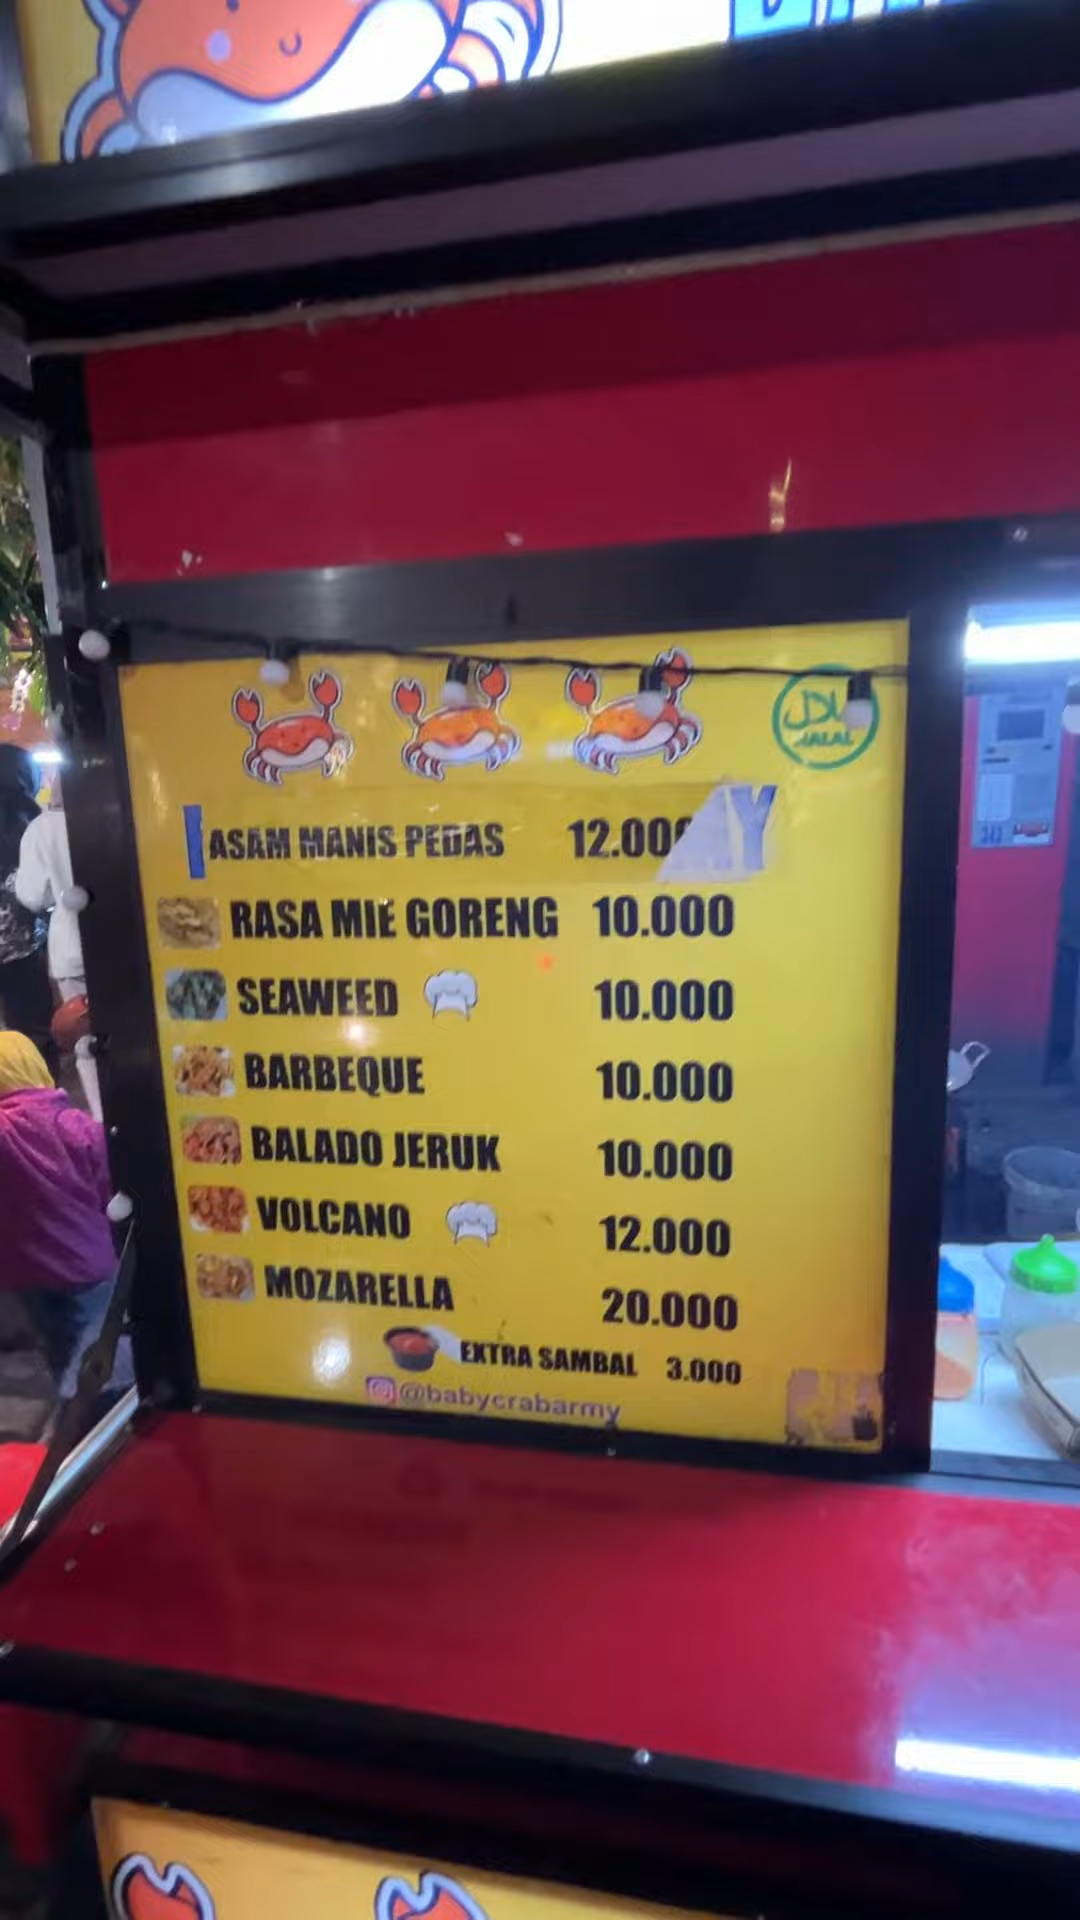 حلال
HALAL
ASAM MANIS PEDAS 12.000
RASA MIE GORENG 10.000
SEAWEED 10.000
BARBEQUE 10.000
BALADO JERUK 10.000
VOLCANO 12.000
MOZARELLA 20.000
EXTRA SAMBAL 3.000
@babycrabarmy